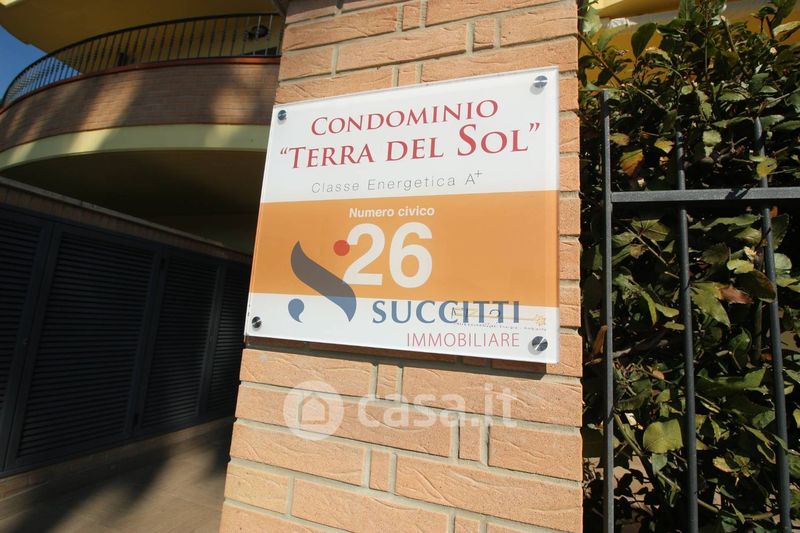 CONDOMINIO
"TERRA DEL SOL"
Classe Energetica A+
Numero civico
26
SUCCITTI
IMMOBILIARE
casa.it